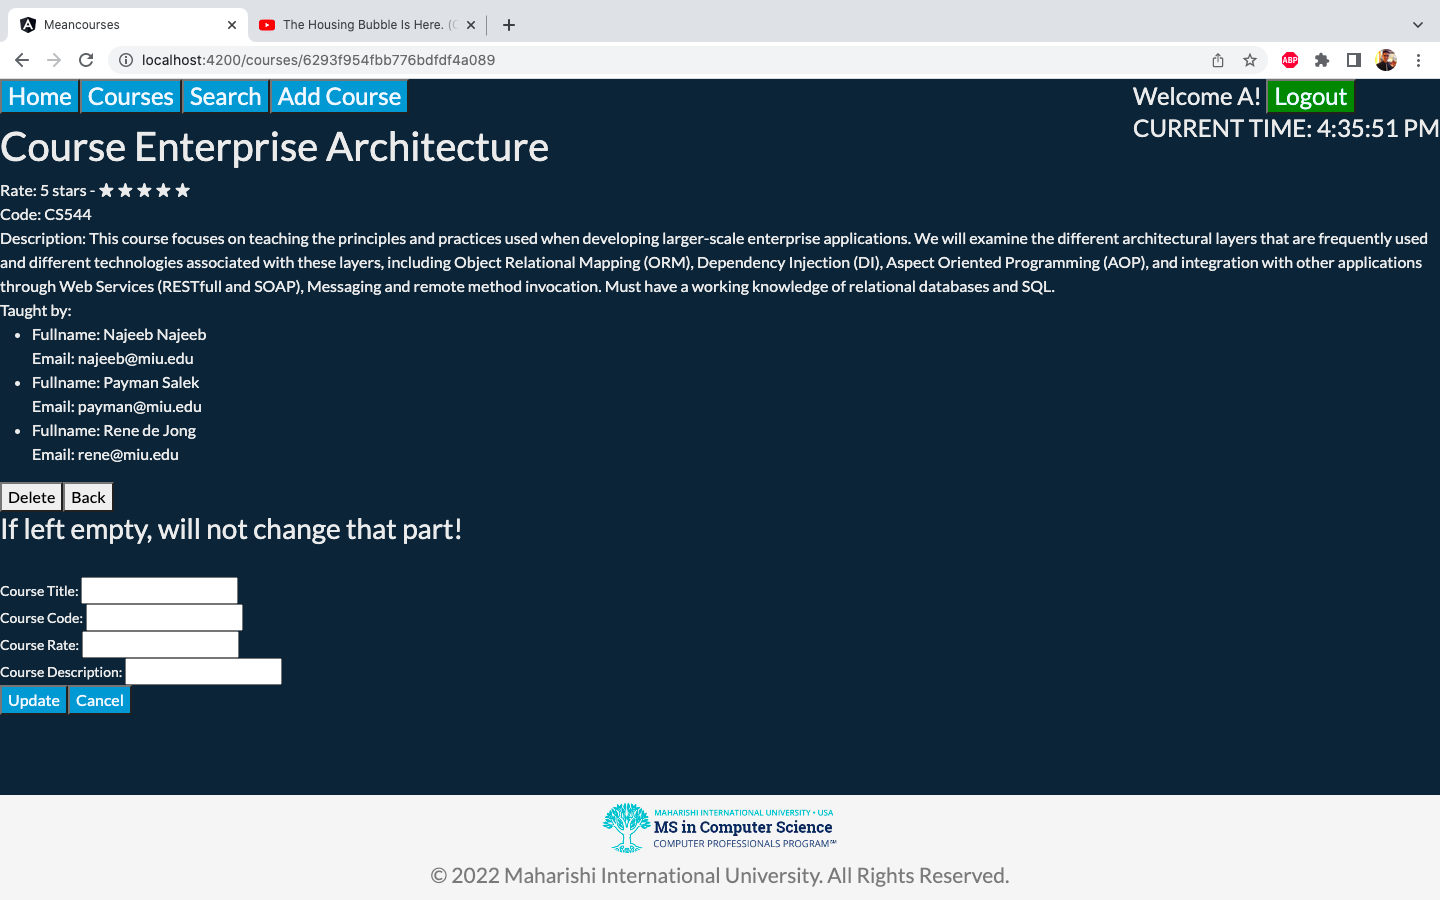 Meancourses
The Housing Bubble Is Here. (
localhost:4200/courses/6293f954fbb776bdfdf4a089
ABP
Home Courses Search Add Course
Welcome A! Logout
CURRENT TIME: 4:35:51 PM
Course Enterprise Architecture
Rate: 5 stars - ★ ★ ★ ★ ★
Code: CS544
Description: This course focuses on teaching the principles and practices used when developing larger-scale enterprise applications. We will examine the different architectural layers that are frequently used
and different technologies associated with these layers, including Object Relational Mapping (ORM), Dependency Injection (DI), Aspect Oriented Programming (AOP), and integration with other applications
through Web Services (RESTfull and SOAP), Messaging and remote method invocation. Must have a working knowledge of relational databases and SQL.
Taught by:
• Fullname: Najeeb Najeeb
Email: najeeb@miu.edu
• Fullname: Payman Salek
Email: payman@miu.edu
• Fullname: Rene de Jong
Email: rene@miu.edu
Delete Back
If left empty, will not change that part!
Course Title:
Course Code:
Course Rate:
Course Description:
Update Cancel
MAHARISHI INTERNATIONAL UNIVERSITY • USA
MS in Computer Science
COMPUTER PROFESSIONALS PROGRAM℠
© 2022 Maharishi International University. All Rights Reserved.